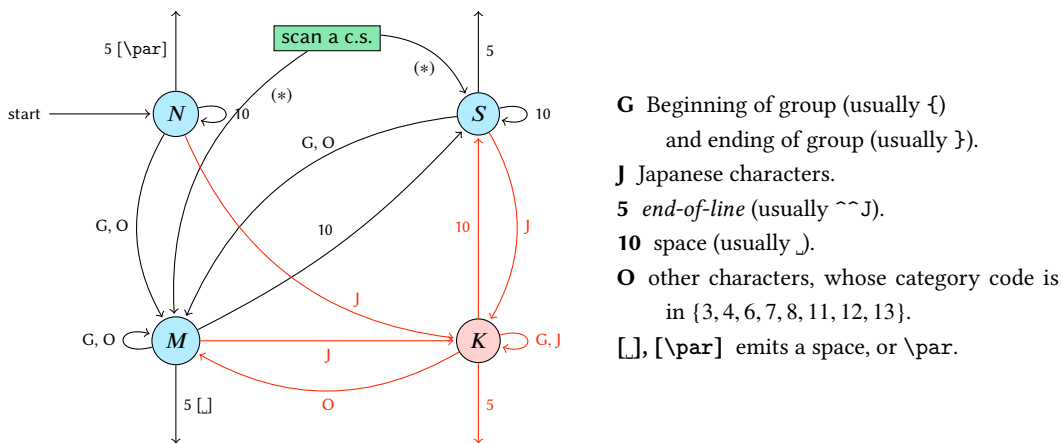 scan a c.s.
5 [\par]
5
(∗)
(∗)
start
N
10
S
10
G, O
G, O
J
10
10
J
J
G, O
M
J
K
G, J
O
5 [␣]
5
G Beginning of group (usually {)
and ending of group (usually }).
J Japanese characters.
5 end-of-line (usually ^^J).
10 space (usually ␣).
O other characters, whose category code is
in {3, 4, 6, 7, 8, 11, 12, 13}.
[␣], [\par] emits a space, or \par.